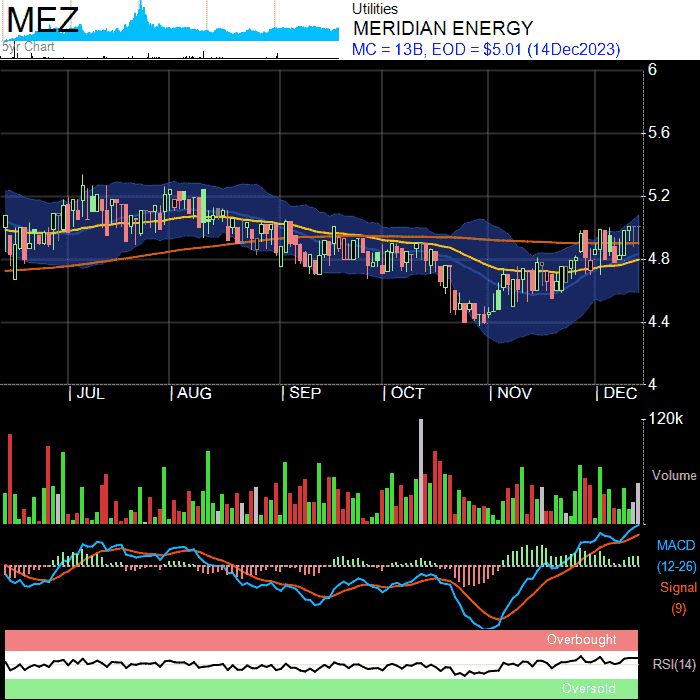 MEZ
5yr Chart
Utilities
MERIDIAN ENERGY
MC = 13B, EOD = $5.01 (14Dec2023)
6
5.6
5.2
5
4.8
4.4
4
JUL
AUG
SEP
OCT
NOV
DEC
120k
Volume
MACD
(12-26)
Signal
(9)
Overbought
RSI(14)
Oversold